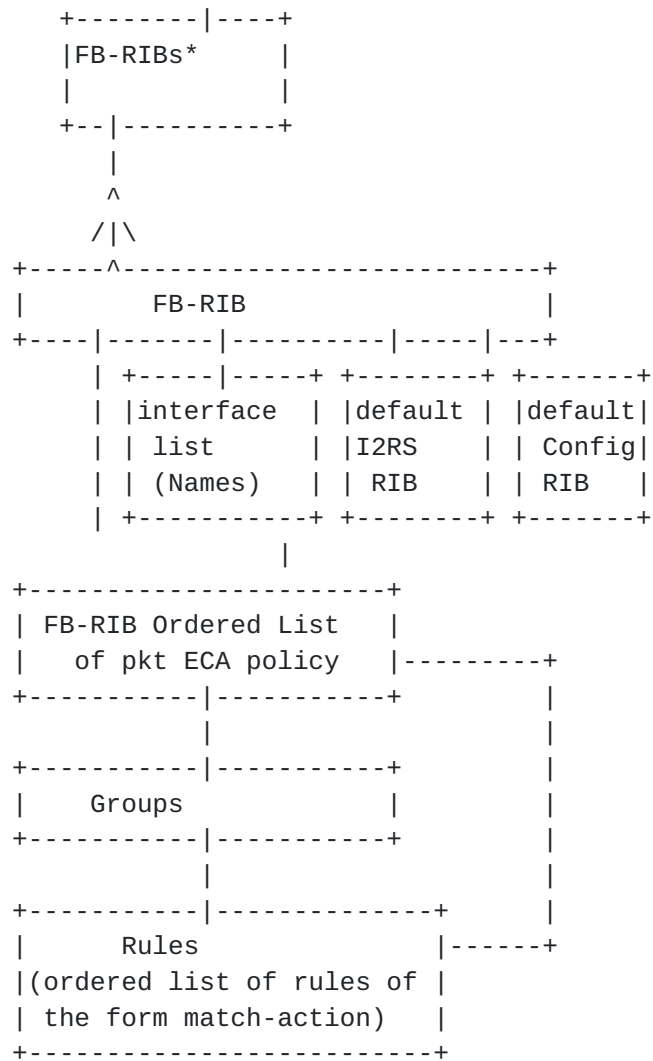 FB-RIBs*
FB-RIB
interface default default
list I2RS Config
(Names) RIB RIB
FB-RIB Ordered List
of pkt ECA policy
Groups
Rules
(ordered list of rules of
the form match-action)